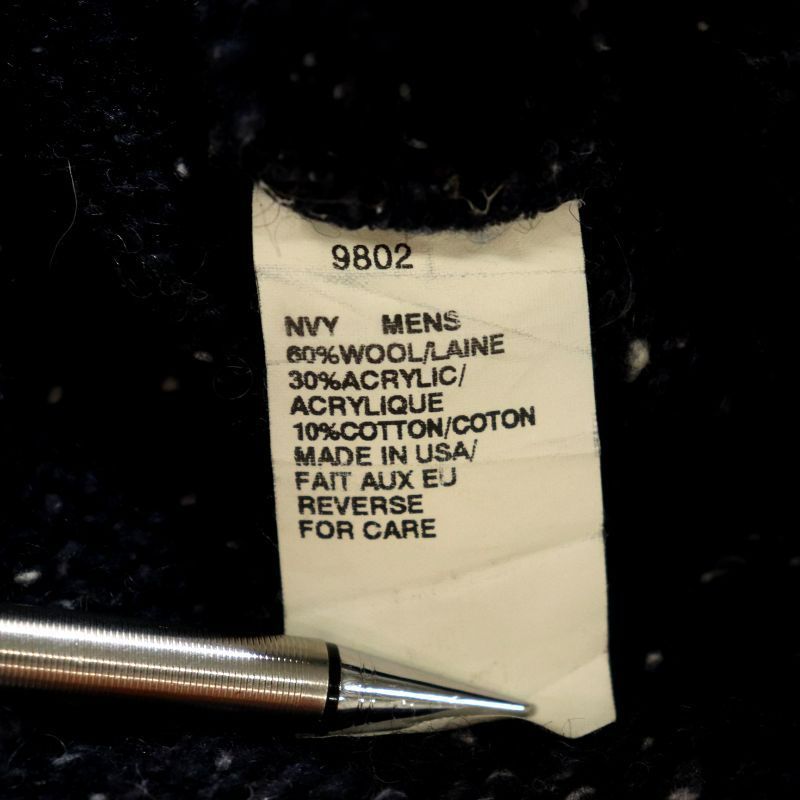 9802
NVY MENS
60%WOOL/LAINE
30%ACRYLIC/
ACRYLIQUE
10%COTTON/COTON
MADE IN USA/
FAIT AUX EU
REVERSE
FOR CARE